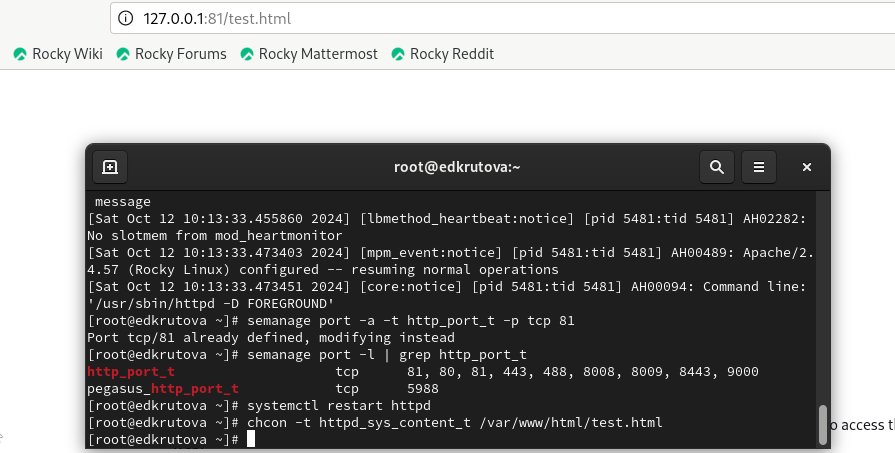 127.0.0.1:81/test.html
Rocky Wiki Rocky Forums Rocky Mattermost Rocky Reddit
root@edkrutova:~
message
[Sat Oct 12 10:13:33.455860 2024] [lbmethod_heartbeat:notice] [pid 5481:tid 5481] AH02282:
No slotmem from mod_heartmonitor
[Sat Oct 12 10:13:33.473403 2024] [mpm_event:notice] [pid 5481:tid 5481] AH00489: Apache/2.
4.57 (Rocky Linux) configured -- resuming normal operations
[Sat Oct 12 10:13:33.473451 2024] [core:notice] [pid 5481:tid 5481] AH00094: Command line:
'/usr/sbin/httpd -D FOREGROUND'
[root@edkrutova ~]# semanage port -a -t http_port_t -p tcp 81
Port tcp/81 already defined, modifying instead
[root@edkrutova ~]# semanage port -l | grep http_port_t
http_port_t tcp 81, 80, 81, 443, 488, 8008, 8009, 8443, 9000
pegasus_http_port_t tcp 5988
[root@edkrutova ~]# systemctl restart httpd
[root@edkrutova ~]# chcon -t httpd_sys_content_t /var/www/html/test.html
[root@edkrutova ~]#
o access t